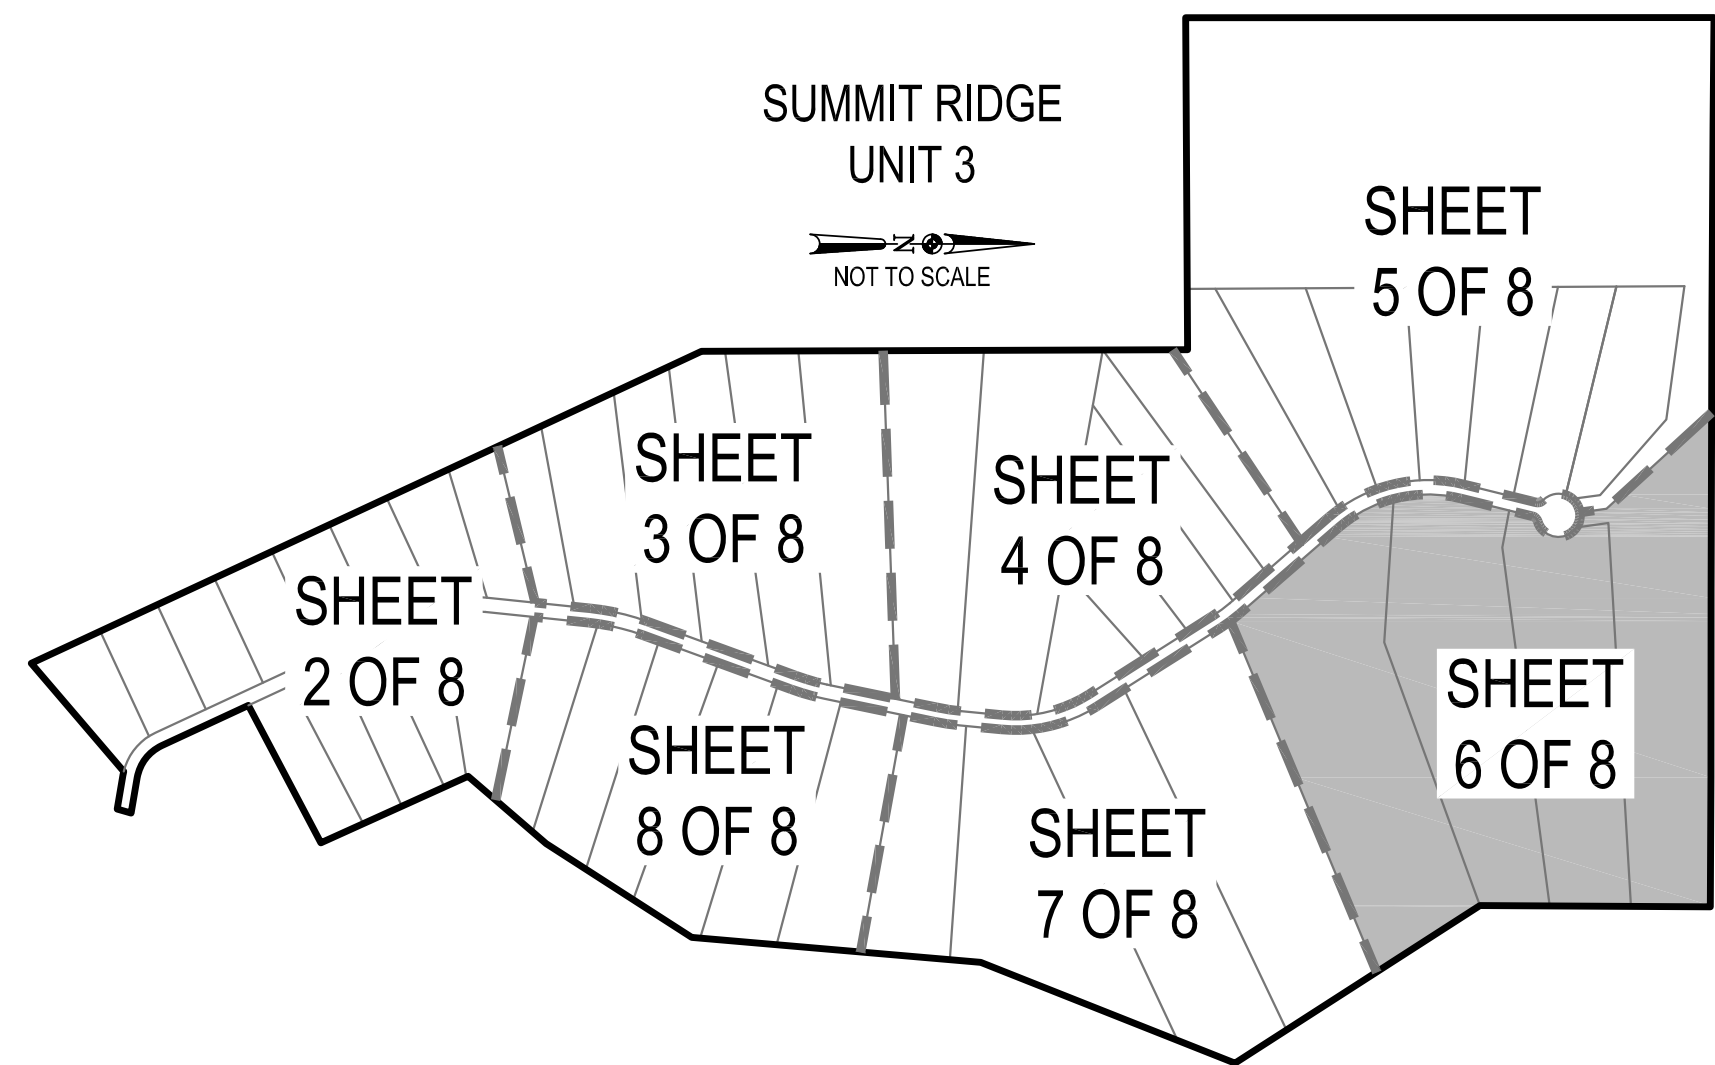 SUMMIT RIDGE
UNIT 3
N
NOT TO SCALE
SHEET
5 OF 8
SHEET
3 OF 8
SHEET
4 OF 8
SHEET
2 OF 8
SHEET
6 OF 8
SHEET
8 OF 8
SHEET
7 OF 8